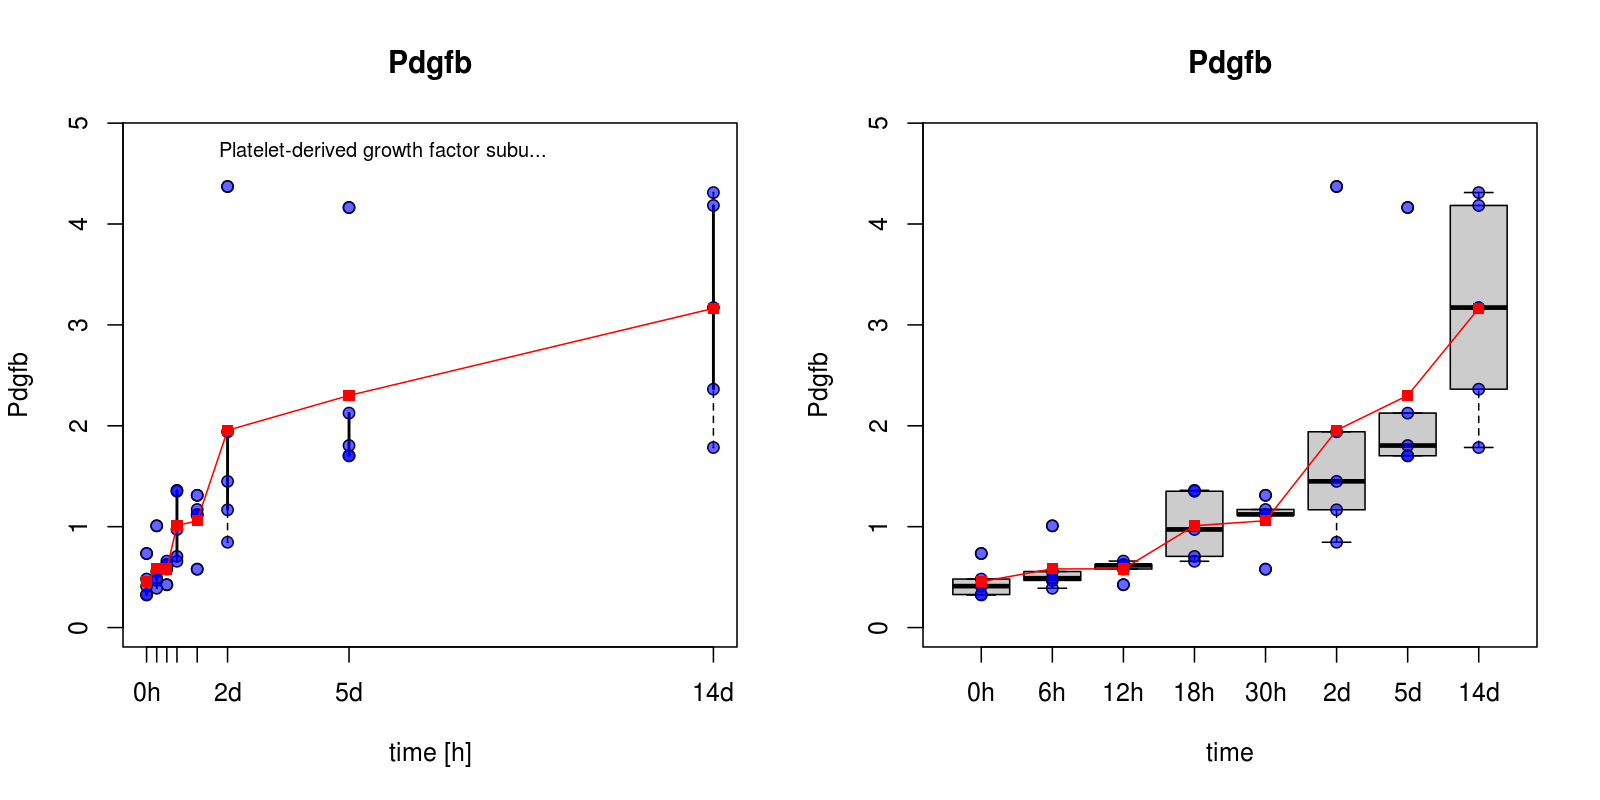 Pdgfb
Platelet-derived growth factor subu...
Pdgfb
5
4
3
2
1
0
0h 2d 5d 14d
time [h]
Pdgfb
Pdgfb
5
4
3
2
1
0
0h 6h 12h 18h 30h 2d 5d 14d
time